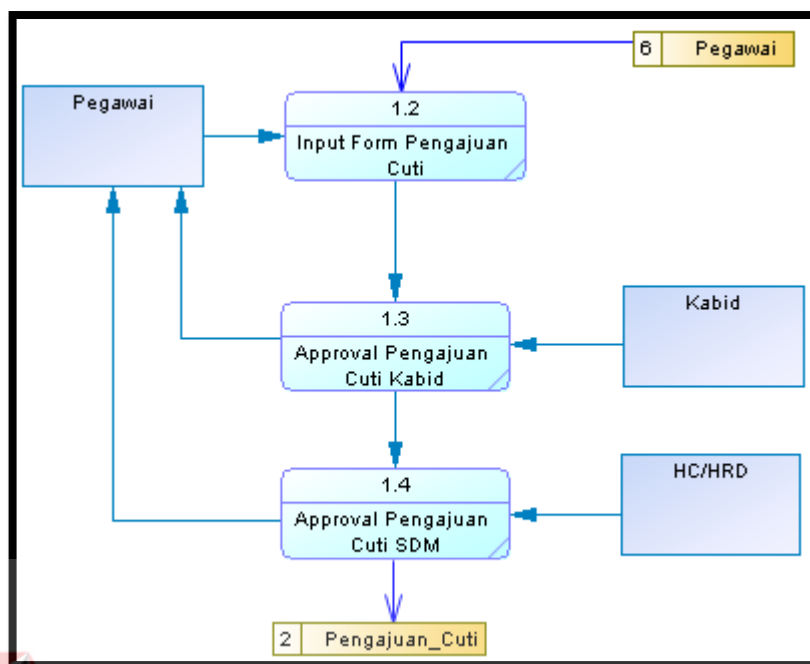 6 Pegawai
Pegawai
1.2
Input Form Pengajuan
Cuti
1.3
Approval Pengajuan
Cuti Kabid
Kabid
1.4
Approval Pengajuan
Cuti SDM
HC/HRD
2 Pengajuan_Cuti